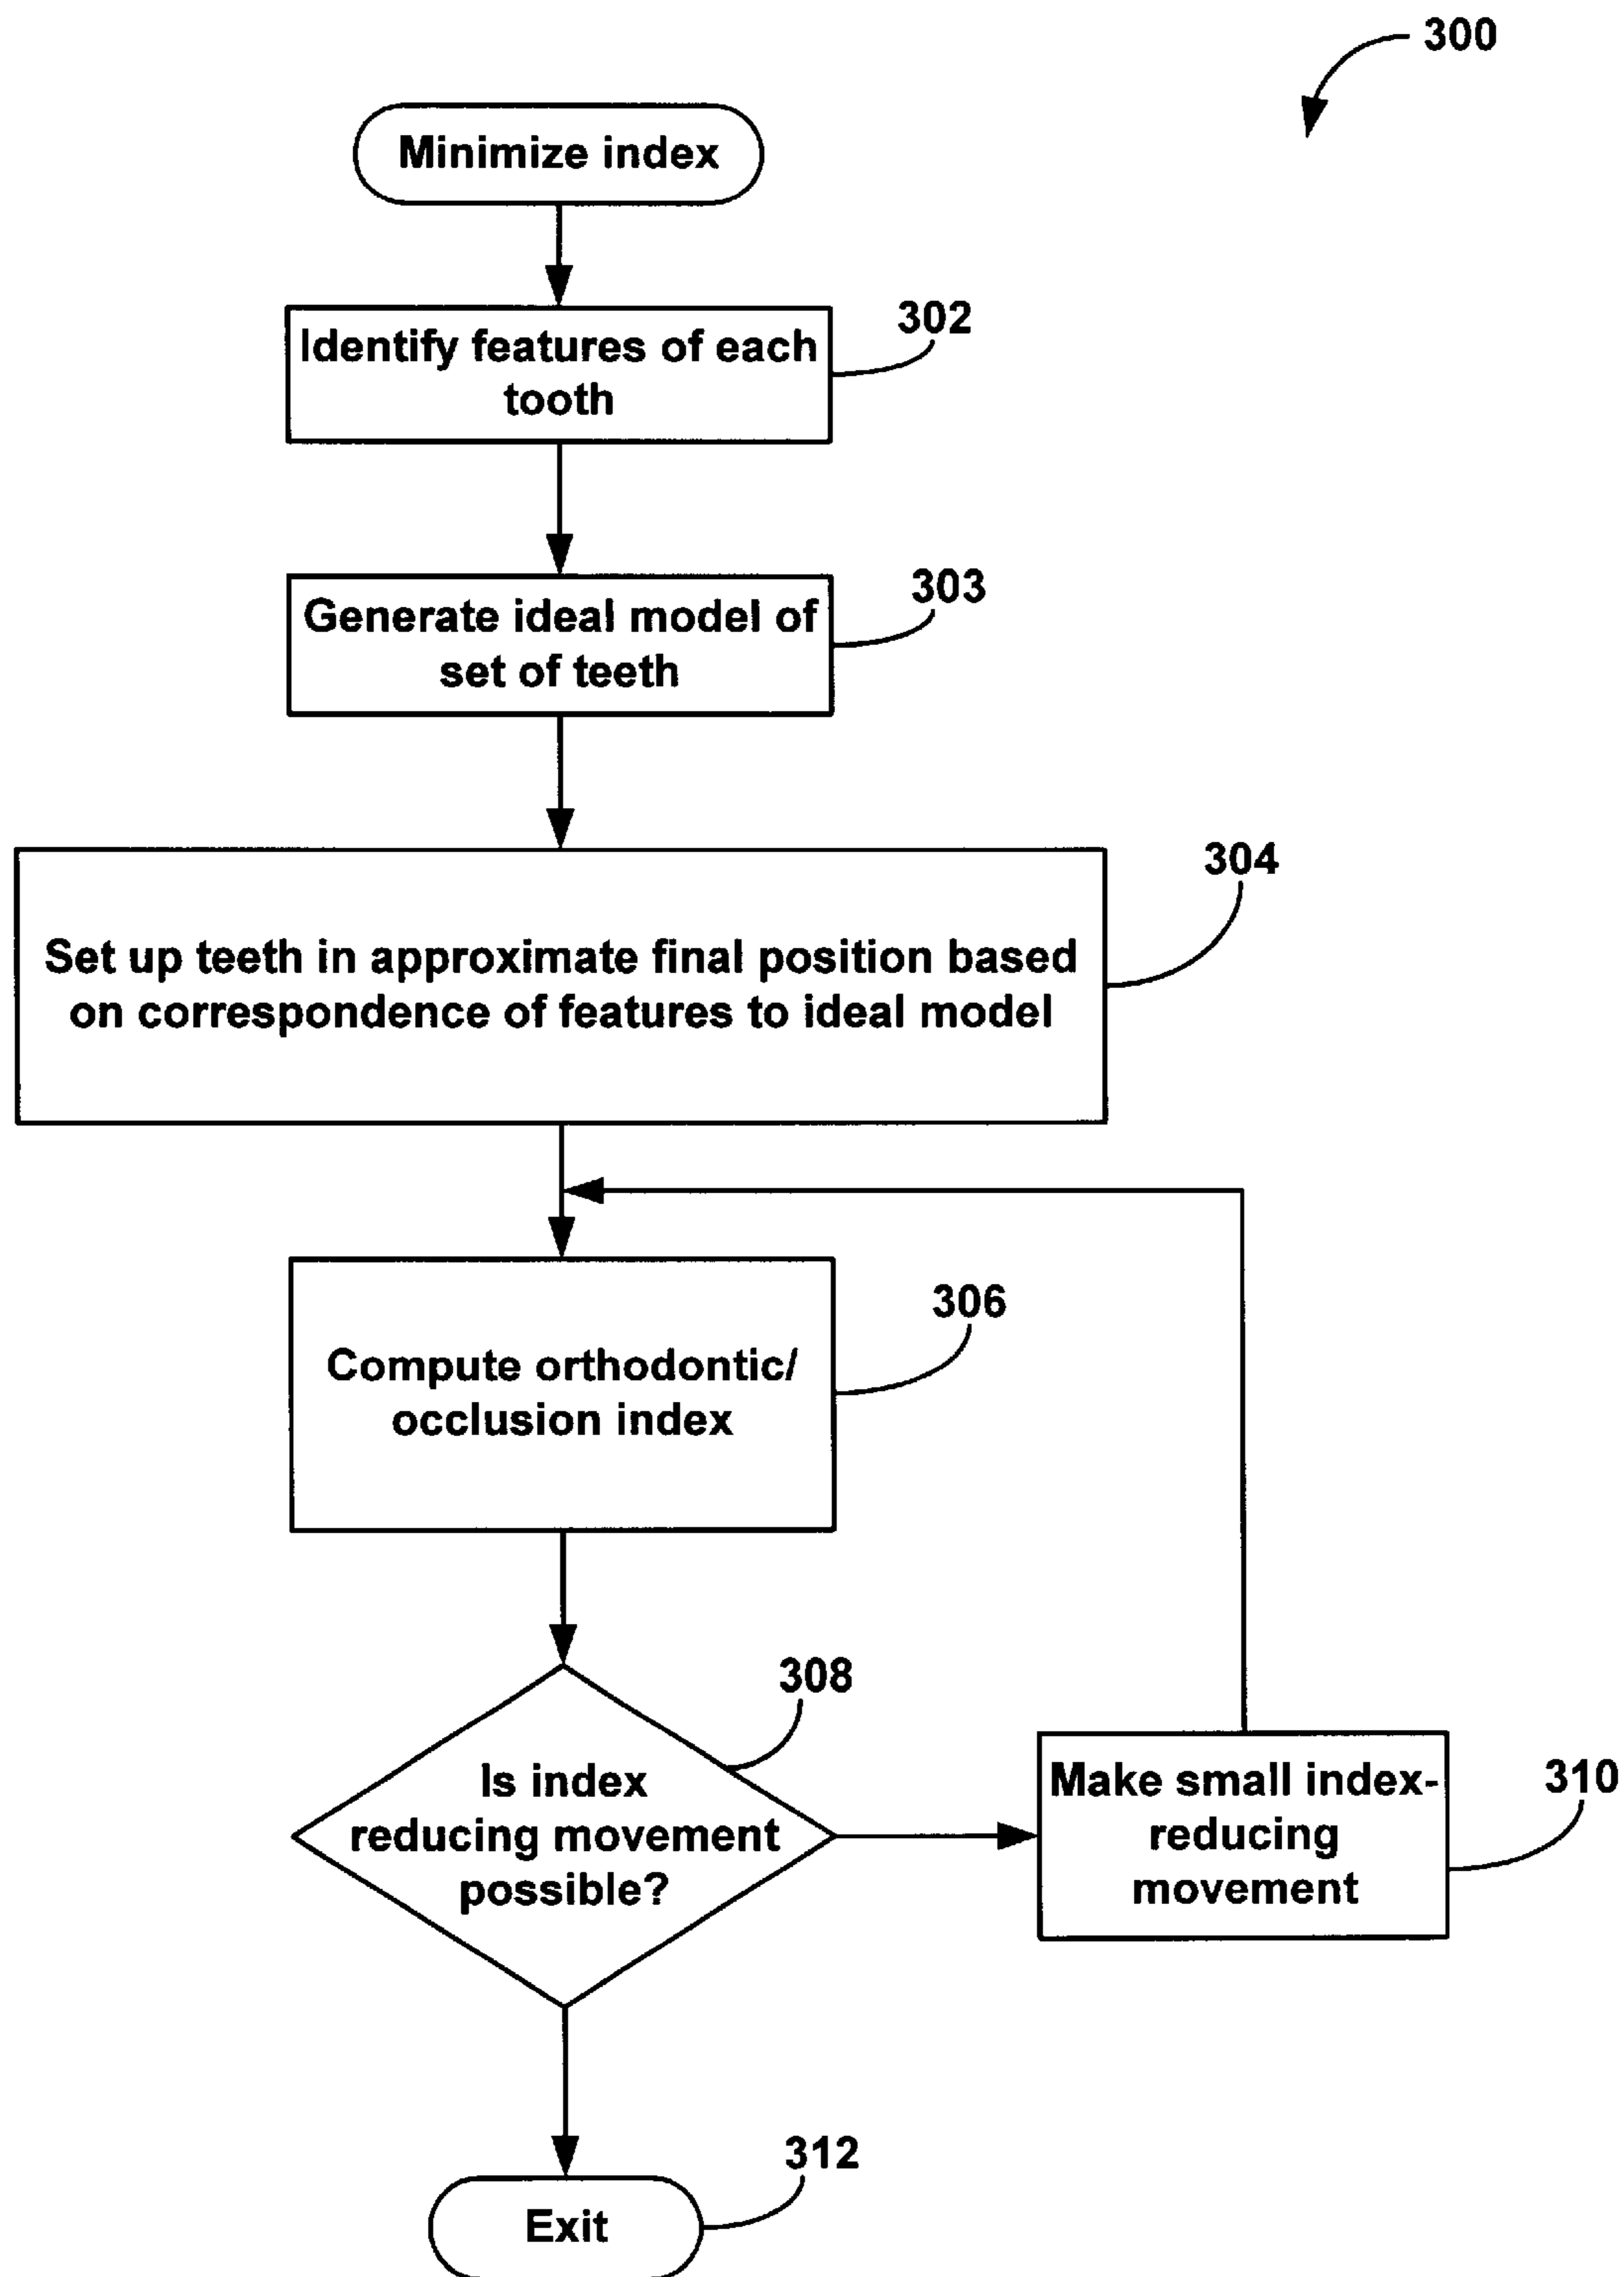 300
Minimize index
302
Identify features of each
tooth
303
Generate ideal model of
set of teeth
304
Set up teeth in approximate final position based
on correspondence of features to ideal model
306
Compute orthodontic/
occlusion index
308
Is index
reducing movement
possible?
310
Make small index-
reducing
movement
312
Exit